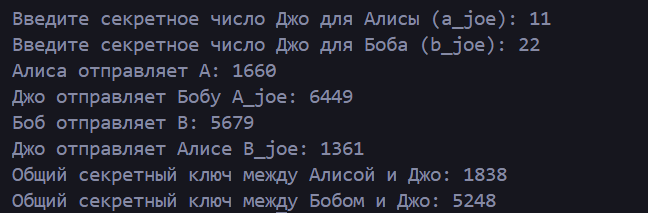 Введите секретное число Джо для Алисы (a_joe): 11
Введите секретное число Джо для Боба (b_joe): 22
Алиса отправляет A: 1660
Джо отправляет Бобу A_joe: 6449
Боб отправляет B: 5679
Джо отправляет Алисе B_joe: 1361
Общий секретный ключ между Алисой и Джо: 1838
Общий секретный ключ между Бобом и Джо: 5248